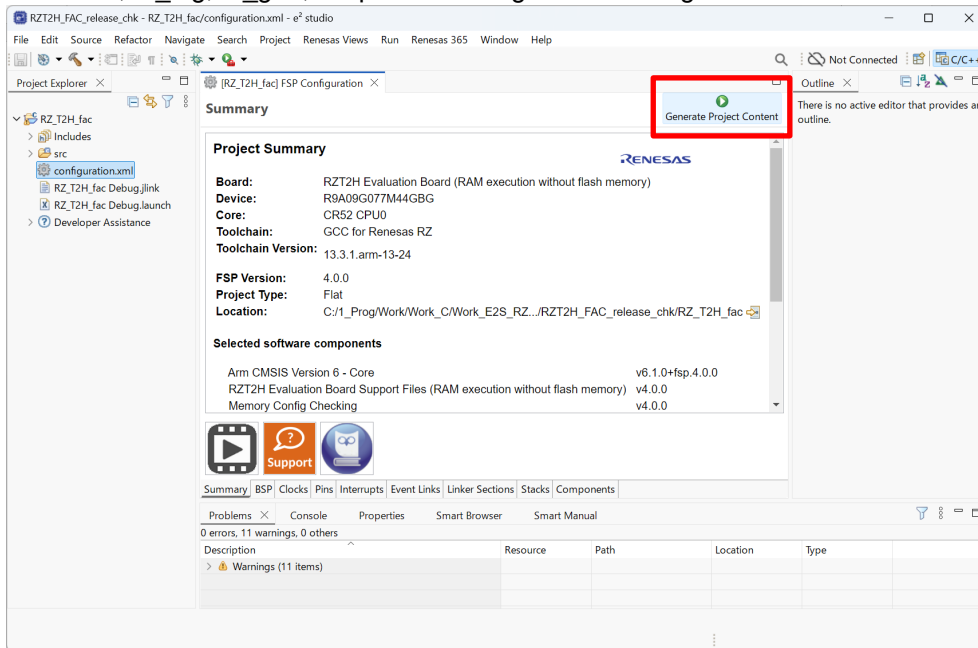 RZT2H_FAC_release_chk - RZ_T2H_fac/configuration.xml - e² studio
File Edit Source Refactor Navigate Search Project Renesas Views Run Renesas 365 Window Help
Not Connected C/C++
Project Explorer
[RZ_T2H_fac] FSP Configuration
Outline
RZ_T2H_fac
Includes
src
configuration.xml
RZ_T2H_fac Debug.jlink
RZ_T2H_fac Debug.launch
Developer Assistance
Summary
Generate Project Content
There is no active editor that provides an
outline.
Project Summary
RENESAS
Board: RZT2H Evaluation Board (RAM execution without flash memory)
Device: R9A09G077M44GBG
Core: CR52 CPU0
Toolchain: GCC for Renesas RZ
Toolchain Version: 13.3.1.arm-13-24
FSP Version: 4.0.0
Project Type: Flat
Location: C:/1_Prog/Work/Work_C/Work_E2S_RZ.../RZT2H_FAC_release_chk/RZ_T2H_fac
Selected software components
Arm CMSIS Version 6 - Core v6.1.0+fsp.4.0.0
RZT2H Evaluation Board Support Files (RAM execution without flash memory) v4.0.0
Memory Config Checking v4.0.0
Support
Summary BSP Clocks Pins Interrupts Event Links Linker Sections Stacks Components
Problems Console Properties Smart Browser Smart Manual
0 errors, 11 warnings, 0 others
Description Resource Path Location Type
Warnings (11 items)